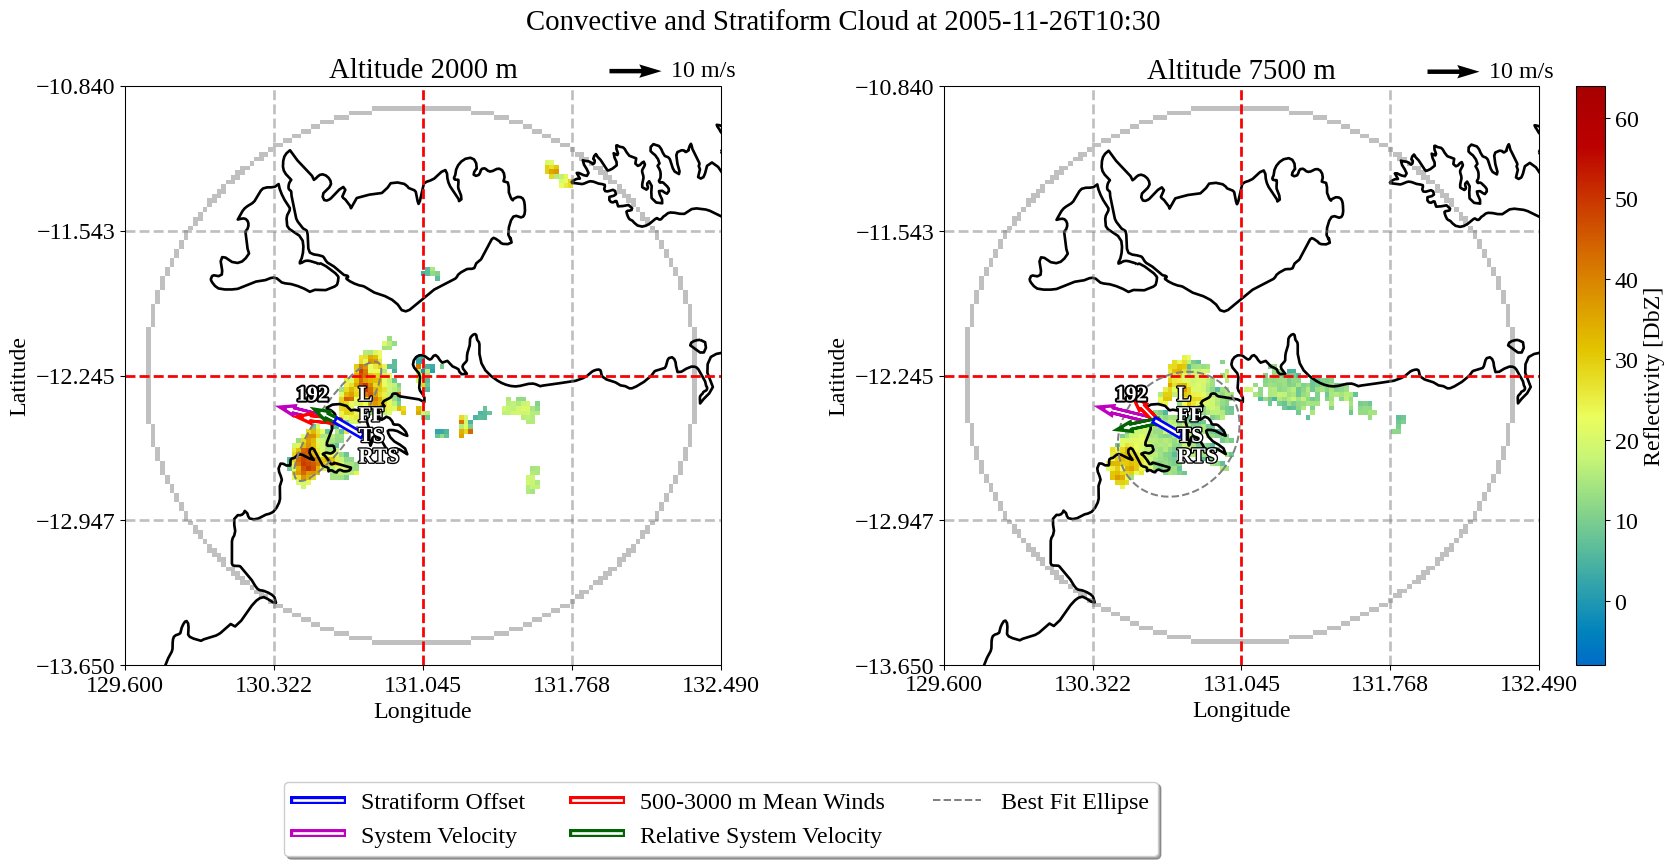 Convective and Stratiform Cloud at 2005-11-26T10:30
Altitude 2000 m
10 m/s
−10.840
−11.543
−12.245
−12.947
−13.650
Latitude
129.600
130.322
131.045
131.768
132.490
Longitude
192
L
FF
TS
RTS
Altitude 7500 m
10 m/s
−10.840
−11.543
−12.245
−12.947
−13.650
Latitude
129.600
130.322
131.045
131.768
132.490
Longitude
192
L
FF
TS
RTS
60
50
40
30
20
10
0
Reflectivity [DbZ]
Stratiform Offset
System Velocity
500-3000 m Mean Winds
Relative System Velocity
Best Fit Ellipse